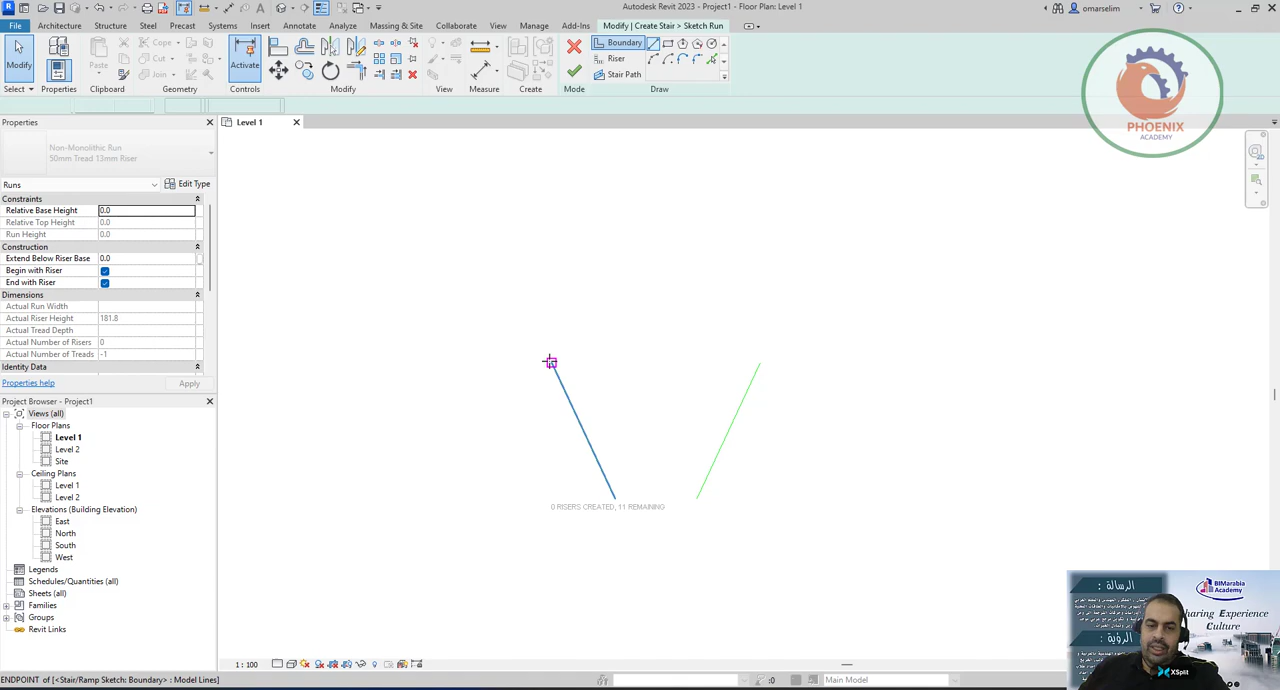 Autodesk Revit 2023 - Project1 - Floor Plan: Level 1
omarselim
File
Architecture
Structure
Steel
Precast
Systems
Insert
Annotate
Analyze
Massing & Site
Collaborate
View
Manage
Add-Ins
Modify | Create Stair > Sketch Run
Modify
Paste
Cope
Cut
Join
Activate
Boundary
Riser
Stair Path
Select
Properties
Clipboard
Geometry
Controls
Modify
View
Measure
Create
Mode
Draw
PHOENIX
ACADEMY
Properties
Level 1
Non-Monolithic Run
50mm Tread 13mm Riser
Runs
Edit Type
Constraints
Relative Base Height 0.0
Relative Top Height 0.0
Run Height 0.0
Construction
Extend Below Riser Base 0.0
Begin with Riser
End with Riser
Dimensions
Actual Run Width
Actual Riser Height 181.8
Actual Tread Depth
Actual Number of Risers 0
Actual Number of Treads -1
Identity Data
Properties help
Apply
Project Browser - Project1
Views (all)
Floor Plans
Level 1
Level 2
Site
Ceiling Plans
Level 1
Level 2
Elevations (Building Elevation)
East
North
South
West
Legends
Schedules/Quantities (all)
Sheets (all)
Families
Groups
Revit Links
0 RISERS CREATED, 11 REMAINING
الرسالة :
BIMarabia
Academy
Sharing Experience
Culture
الرؤية :
XSplit
1 : 100
ENDPOINT of [<Stair/Ramp Sketch: Boundary> : Model Lines]
:0
Main Model